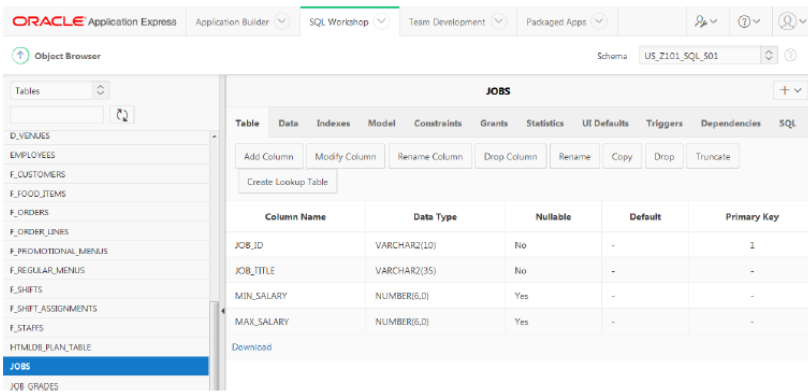 ORACLE Application Express Application Builder SQL Workshop Team Development Packaged Apps
Object Browser Schema US_Z101_SQL_S01
Tables
JOBS
D_VENUES
EMPLOYEES
F_CUSTOMERS
F_FOOD_ITEMS
F_ORDERS
F_ORDER_LINES
F_PROMOTIONAL_MENUS
F_REGULAR_MENUS
F_SHIFTS
F_SHIFT_ASSIGNMENTS
F_STAFFS
HTMLDB_PLAN_TABLE
JOBS
JOB_GRADES
Table Data Indexes Model Constraints Grants Statistics UI Defaults Triggers Dependencies SQL
Add Column Modify Column Rename Column Drop Column Rename Copy Drop Truncate
Create Lookup Table
Column Name Data Type Nullable Default Primary Key
JOB_ID VARCHAR2(10) No - 1
JOB_TITLE VARCHAR2(35) No - -
MIN_SALARY NUMBER(6,0) Yes - -
MAX_SALARY NUMBER(6,0) Yes - -
Download